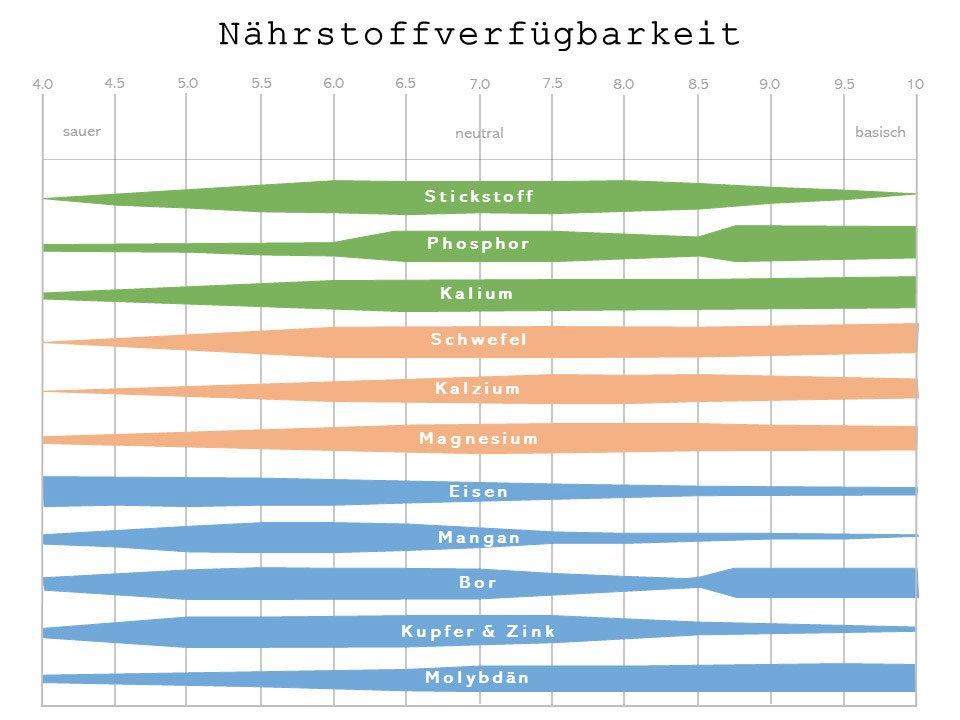 Nährstoffverfügbarkeit
4.0 4.5 5.0 5.5 6.0 6.5 7.0 7.5 8.0 8.5 9.0 9.5 10
sauer neutral basisch
Stickstoff
Phosphor
Kalium
Schwefel
Kalzium
Magnesium
Eisen
Mangan
Bor
Kupfer & Zink
Molybdän